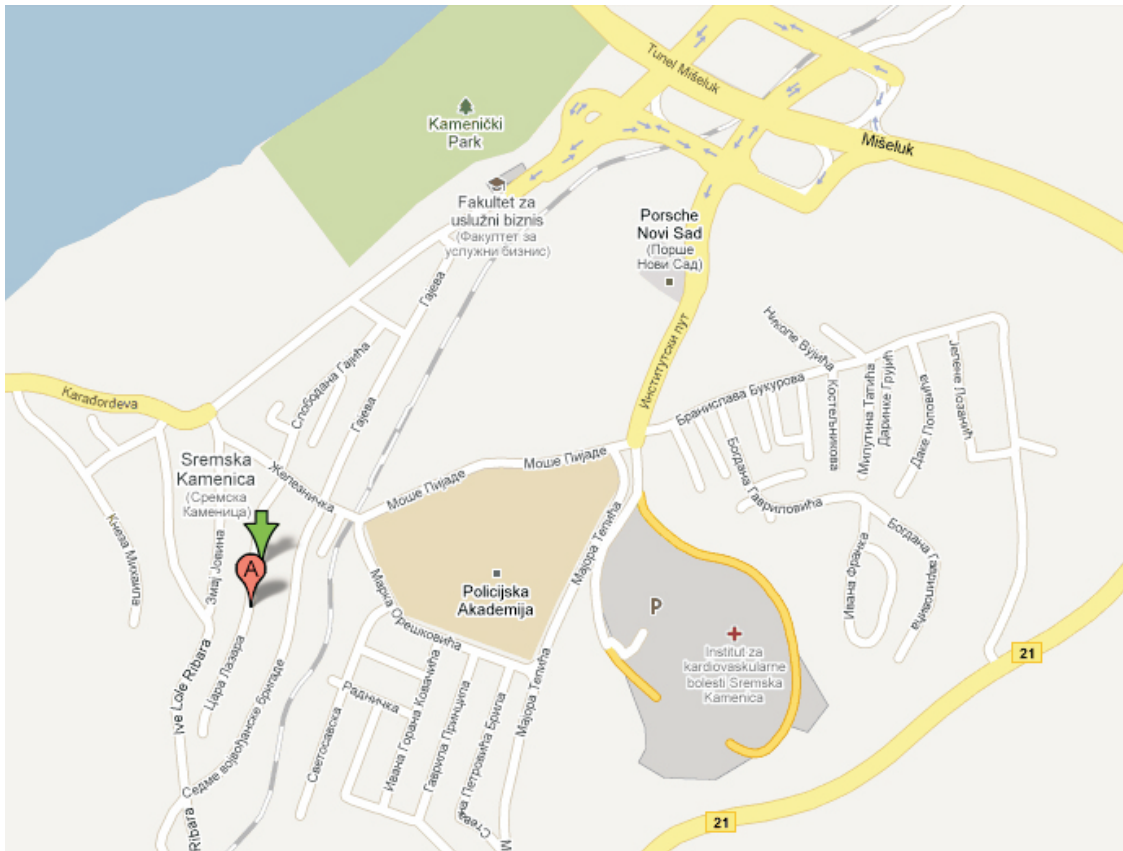 Tunel Mišeluk
Mišeluk
Kamenički
Park
Fakultet za
uslužni biznis
(Факултет за
услужни бизнис)
Porsche
Novi Sad
(Порше
Нови Сад)
Гајева
Институтски пут
Николе Вујића
Бранислава Букурова
Костељникова
Милутина Татића
Даринке Грујић
Даке Поповића
Јелене Лозанић
Karadorđeva
Слободана Гајића
Гајева
Sremska
Kamenica
(Сремска
Каменица)
Железничка
Моше Пијаде
Моше Пијаде
Богдана Гавриловића
Богдана Гавриловића
Ивана Франка
Кнеза Михаила
Змај Јовина
A
Policijska
Akademija
Мајора Тепића
P
Institut za
kardiovaskularne
bolesti Sremska
Kamenica
21
Марка Орешковића
Цара Лазара
Ive Lole Ribara
Седме војвођанске бригаде
Радничка
Светосавска
Ивана Горана Ковачића
Гаврила Принципа
Петровића Брила
Мајора Тепића
Ribara
21